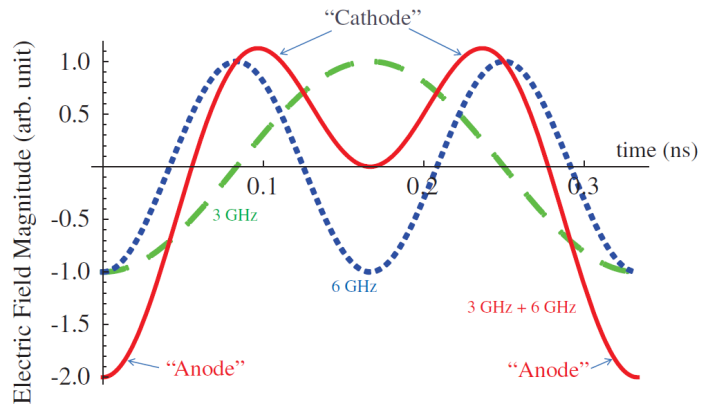 “Cathode”
Electric Field Magnitude (arb. unit)
1.0
0.5
-0.5
-1.0
-1.5
-2.0
time (ns)
0.1
0.2
0.3
3 GHz
6 GHz
3 GHz + 6 GHz
“Anode”
“Anode”